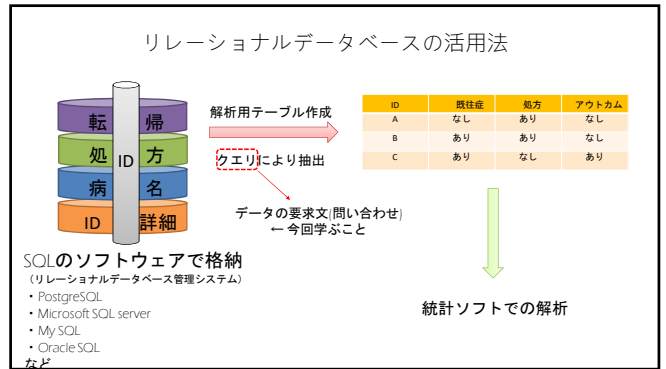 リレーショナルデータベースの活用法
転 帰
処 方
病 名
ID 詳細
ID
解析用テーブル作成
クエリにより抽出
データの要求文(問い合わせ)
← 今回学ぶこと
ID 既往症 処方 アウトカム
A なし あり なし
B あり あり なし
C あり なし あり
統計ソフトでの解析
SQLのソフトウェアで格納
(リレーショナルデータベース管理システム)
・PostgreSQL
・Microsoft SQL server
・My SQL
・Oracle SQL
など